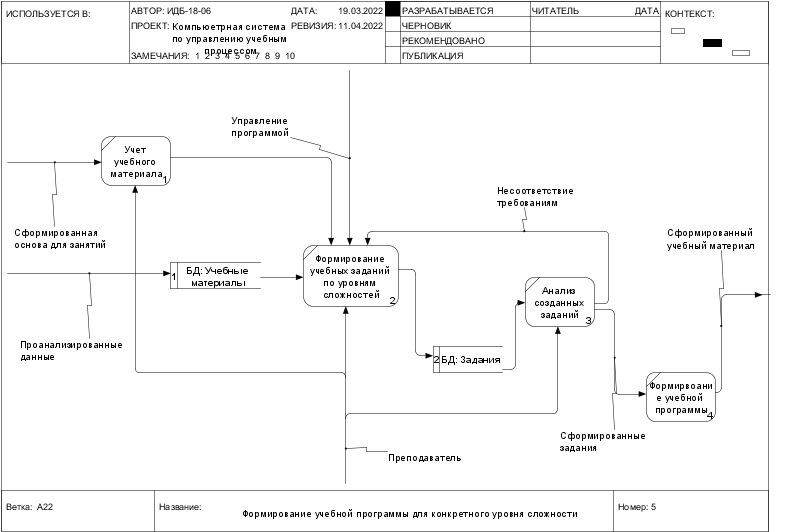 ИСПОЛЬЗУЕТСЯ В:
АВТОР: ИДБ-18-06
ДАТА: 19.03.2022
ПРОЕКТ: Компьюетрная система
по управлению учебным
процессом
РЕВИЗИЯ: 11.04.2022
ЗАМЕЧАНИЯ: 1 2 3 4 5 6 7 8 9 10
РАЗРАБАТЫВАЕТСЯ
ЧЕРНОВИК
РЕКОМЕНДОВАНО
ПУБЛИКАЦИЯ
ЧИТАТЕЛЬ ДАТА
КОНТЕКСТ:
Управление
программой
Учет
учебного
материала
1
Несоответствие
требованиям
Сформированная
основа для занятий
Сформированный
учебный материал
1
БД: Учебные
материалы
Формирование
учебных заданий
по уровням
сложностей
2
Анализ
созданных
заданий
3
Проанализированные
данные
2 БД: Задания
Формирвоани
е учебной
программы
4
Сформированные
задания
Преподаватель
Ветка: A22
Название:
Формирование учебной программы для конкретного уровня сложности
Номер: 5